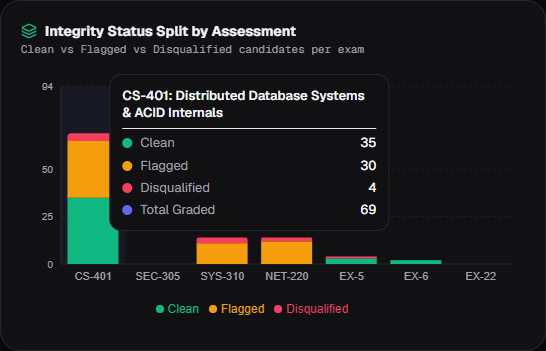 Integrity Status Split by Assessment
Clean vs Flagged vs Disqualified candidates per exam
94
50
25
0
CS-401: Distributed Database Systems
& ACID Internals
Clean 35
Flagged 30
Disqualified 4
Total Graded 69
CS-401 SEC-305 SYS-310 NET-220 EX-5 EX-6 EX-22
Clean Flagged Disqualified